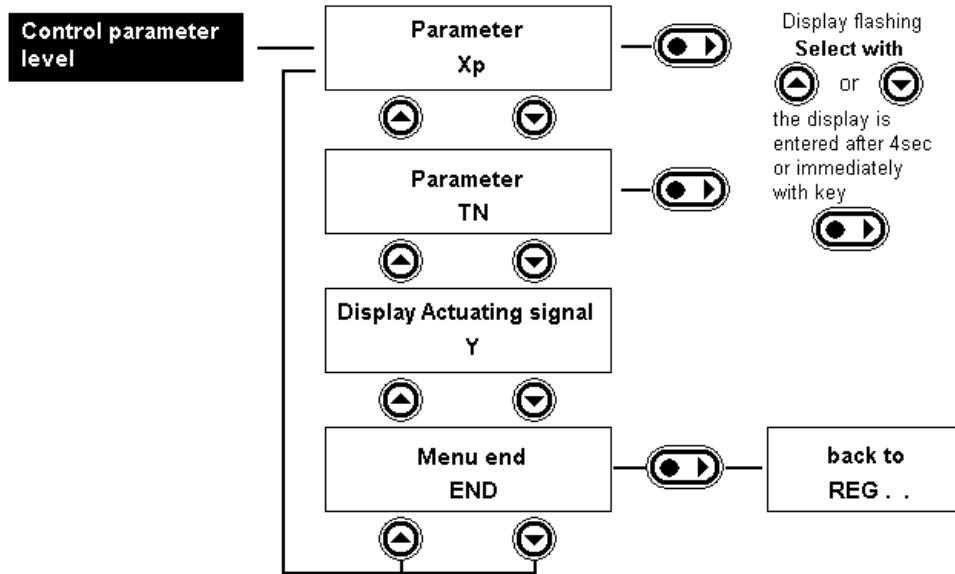 Control parameter
level
Parameter
Xp
Display flashing
Select with
or
the display is
entered after 4sec
or immediately
with key
Parameter
TN
Display Actuating signal
Y
Menu end
END
back to
REG . .